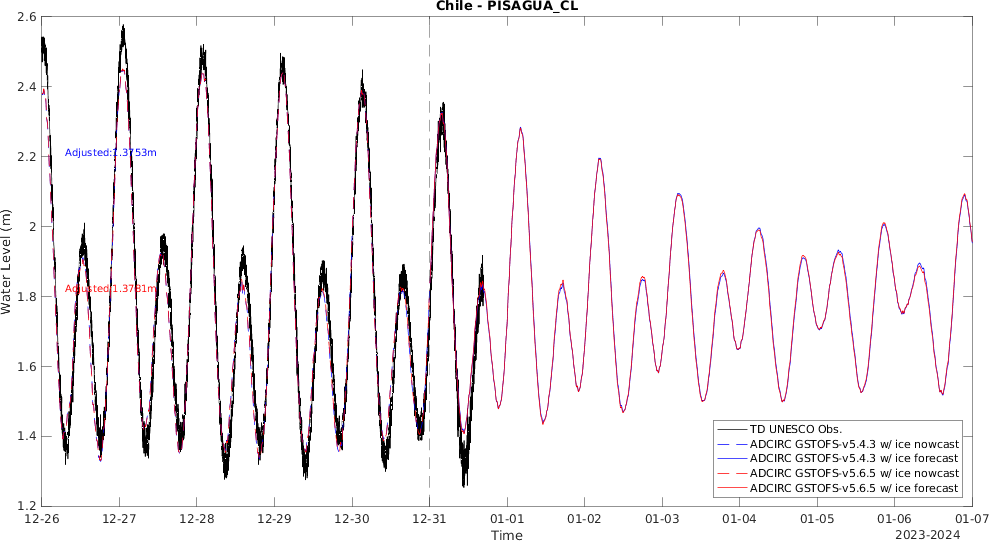 Chile - PISAGUA_CL
Water Level (m)
2.6
2.4
2.2
2
1.8
1.6
1.4
1.2
Adjusted:1.3753m
Adjusted:1.3781m
TD UNESCO Obs.
ADCIRC GSTOFS-v5.4.3 w/ ice nowcast
ADCIRC GSTOFS-v5.4.3 w/ ice forecast
ADCIRC GSTOFS-v5.6.5 w/ ice nowcast
ADCIRC GSTOFS-v5.6.5 w/ ice forecast
12-26 12-27 12-28 12-29 12-30 12-31 01-01 01-02 01-03 01-04 01-05 01-06 01-07
Time
2023-2024